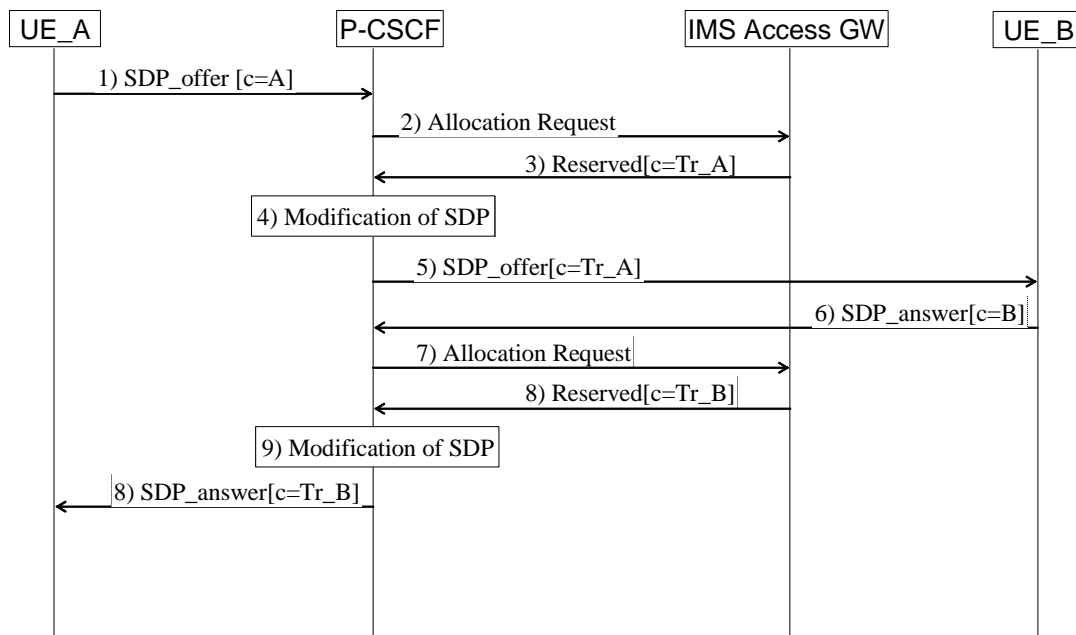 UE_A
P-CSCF
IMS Access GW
UE_B
1) SDP_offer [c=A]
2) Allocation Request
3) Reserved[c=Tr_A]
4) Modification of SDP
5) SDP_offer[c=Tr_A]
6) SDP_answer[c=B]
7) Allocation Request
8) Reserved[c=Tr_B]
9) Modification of SDP
8) SDP_answer[c=Tr_B]